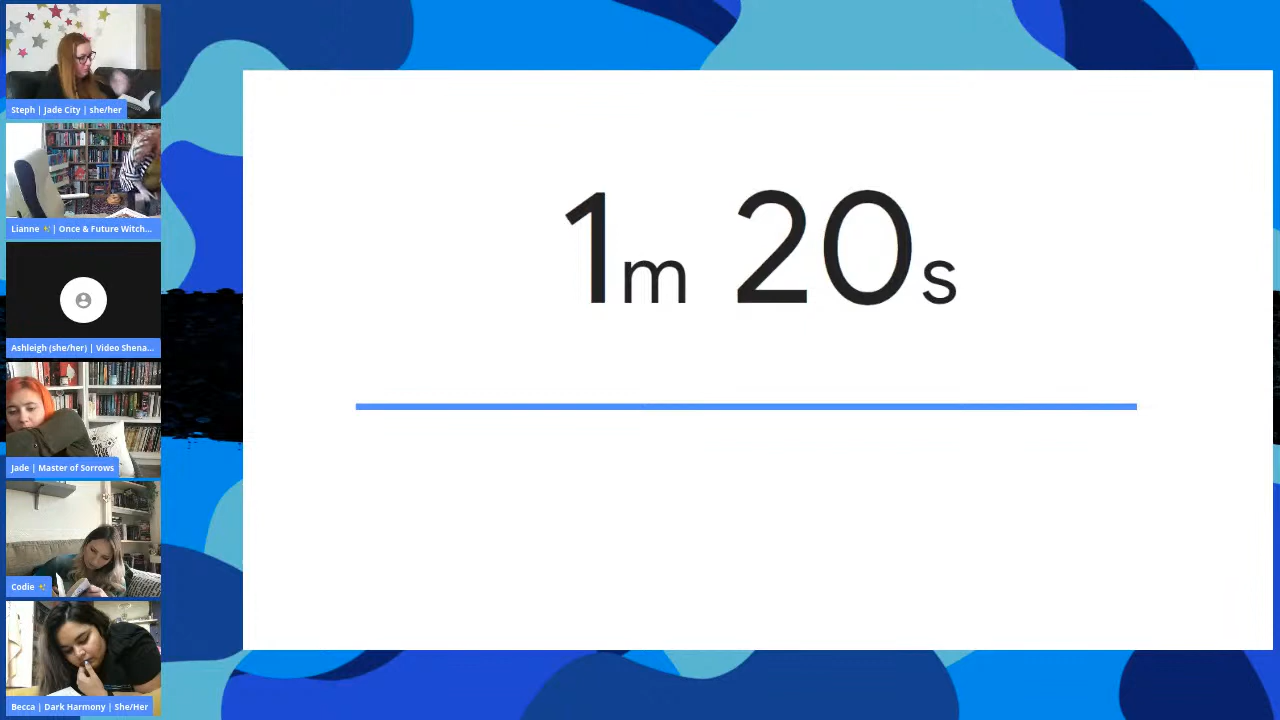 Steph | Jade City | she/her
Lianne ✨ | Once & Future Witch...
Ashleigh (she/her) | Video Shena...
Jade | Master of Sorrows
Codie ✨
Becca | Dark Harmony | She/Her
1m 20s